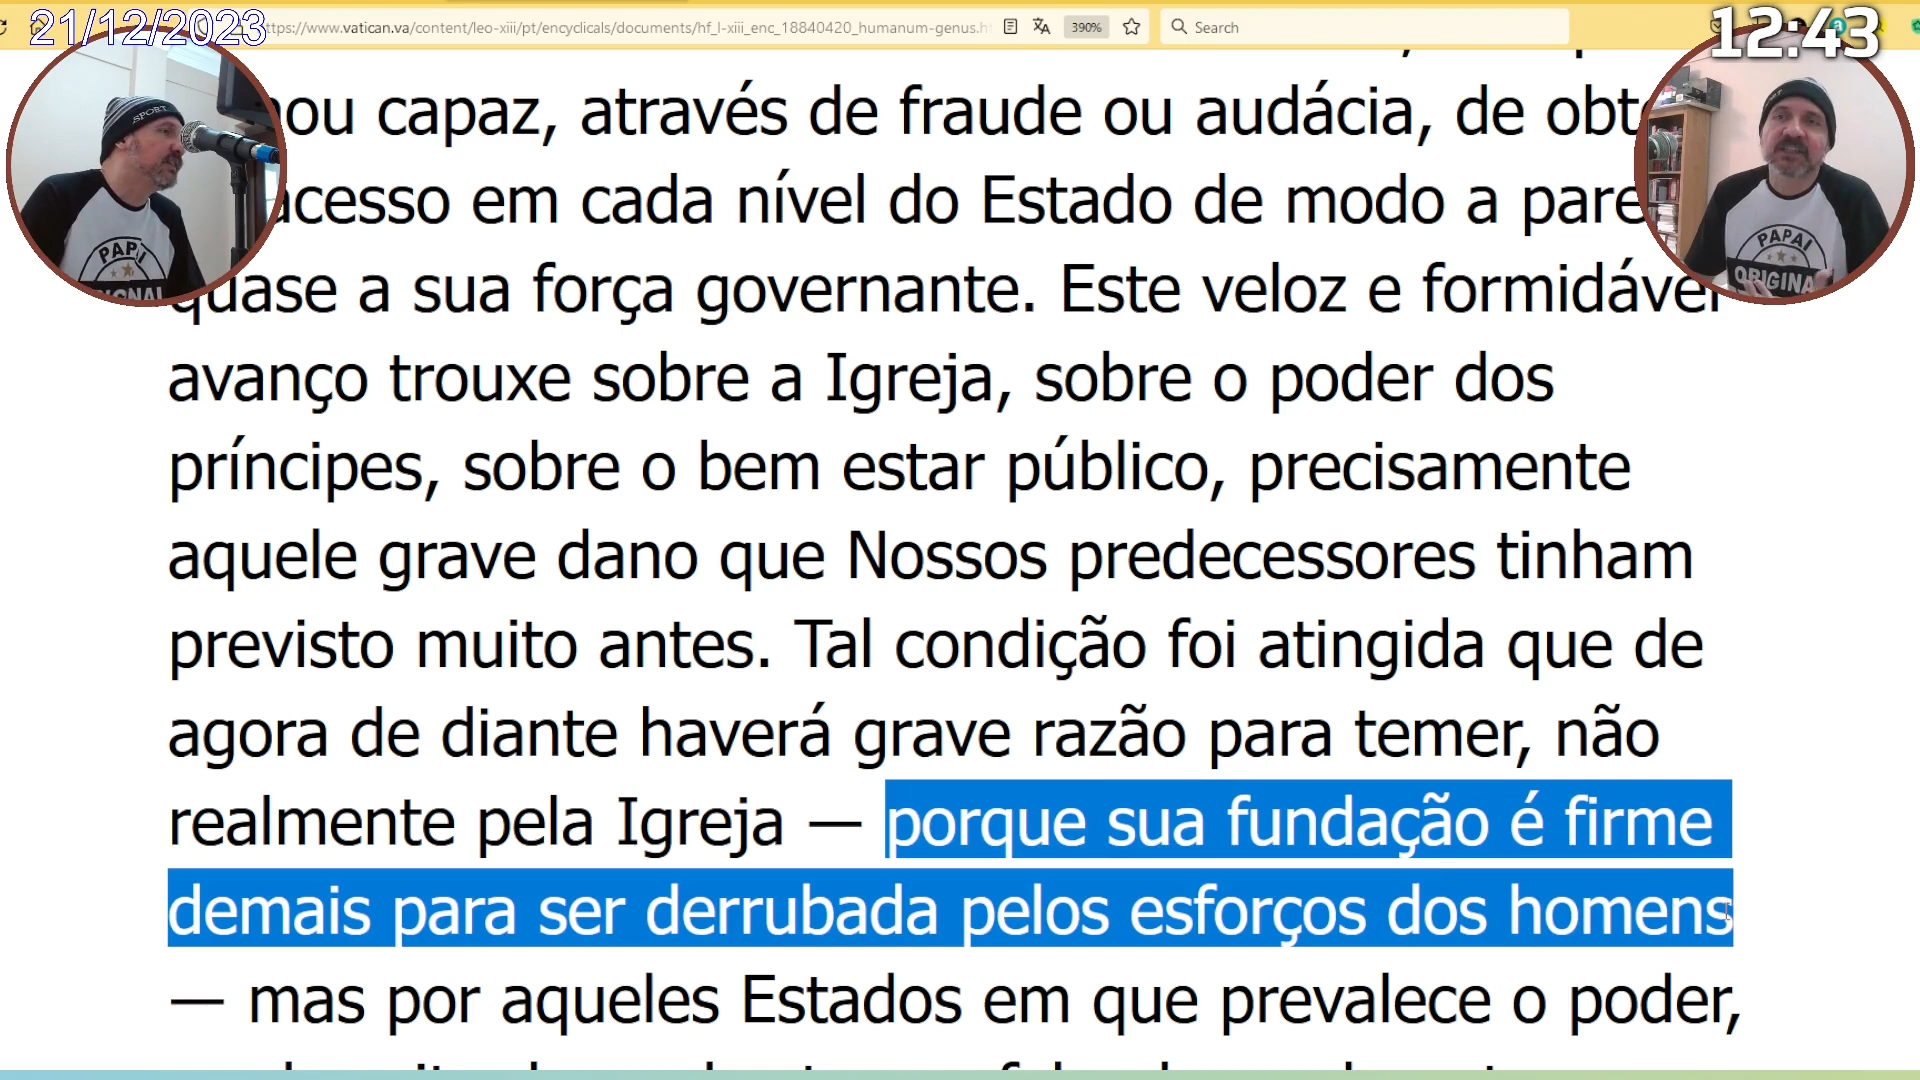 21/12/2023
ttps://www.vatican.va/content/leo-xiii/pt/encyclicals/documents/hf_l-xiii_enc_18840420_humanum-genus.h
390%
Search
12:43
capaz, através de fraude ou audácia, de
acesso em cada nível do Estado de modo a
quase a sua força governante. Este veloz e formidável
avanço trouxe sobre a Igreja, sobre o poder dos
príncipes, sobre o bem estar público, precisamente
aquele grave dano que Nossos predecessores tinham
previsto muito antes. Tal condição foi atingida que de
agora de diante haverá grave razão para temer, não
realmente pela Igreja — porque sua fundação é firme
demais para ser derrubada pelos esforços dos homens
— mas por aqueles Estados em que prevalece o poder,
SPORT
PAPAI
PAPAI